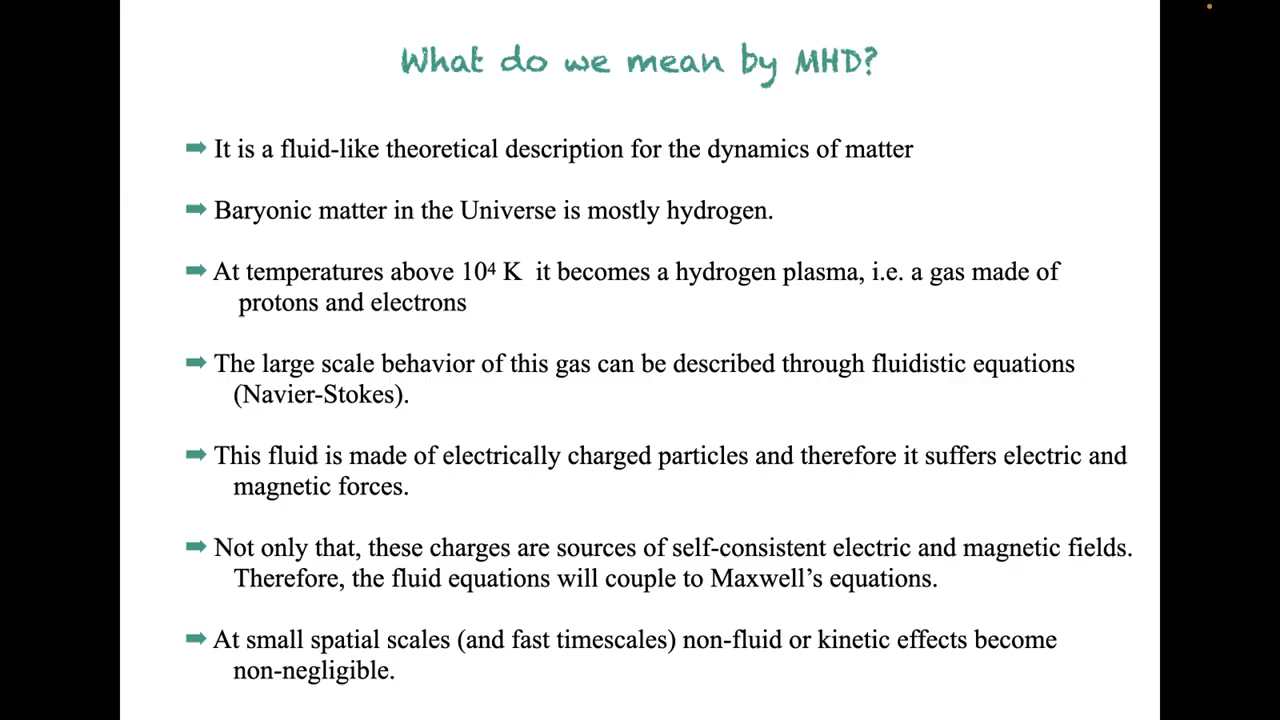 What do we mean by MHD?
➡ It is a fluid-like theoretical description for the dynamics of matter
➡ Baryonic matter in the Universe is mostly hydrogen.
➡ At temperatures above 10⁴ K it becomes a hydrogen plasma, i.e. a gas made of
protons and electrons
➡ The large scale behavior of this gas can be described through fluidistic equations
(Navier-Stokes).
➡ This fluid is made of electrically charged particles and therefore it suffers electric and
magnetic forces.
➡ Not only that, these charges are sources of self-consistent electric and magnetic fields.
Therefore, the fluid equations will couple to Maxwell’s equations.
➡ At small spatial scales (and fast timescales) non-fluid or kinetic effects become
non-negligible.